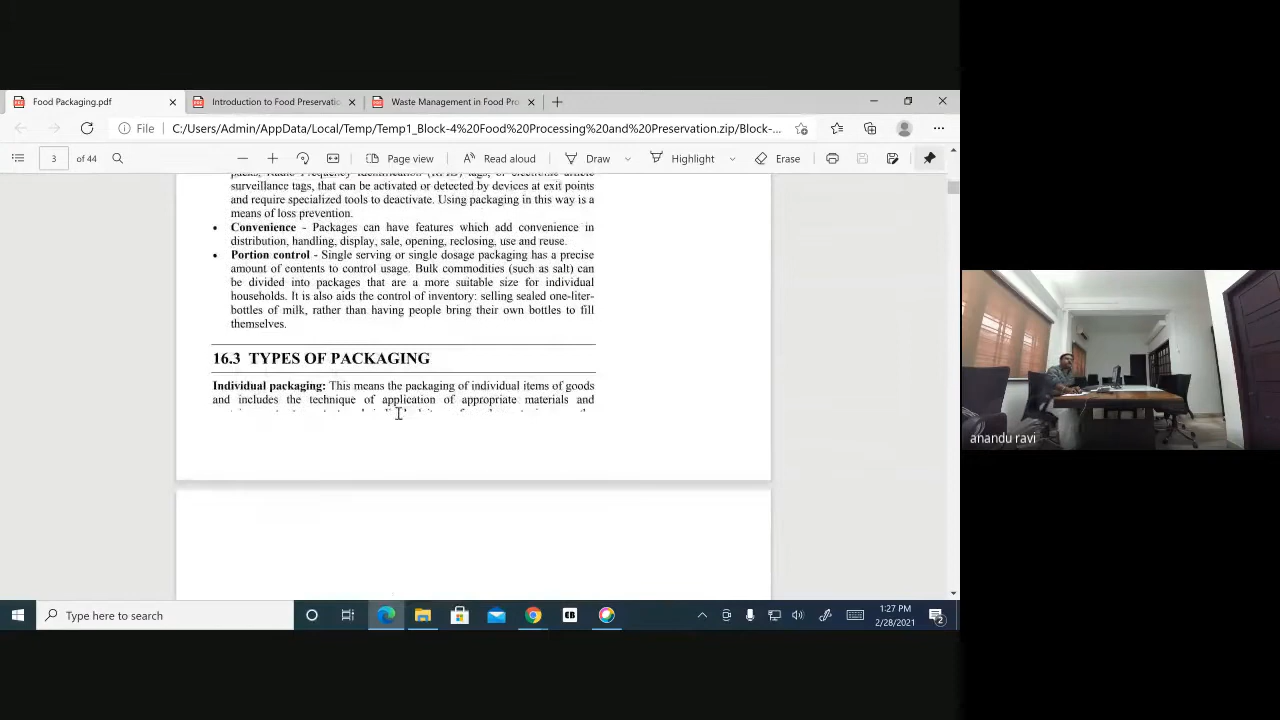 Food Packaging.pdf
Introduction to Food Preservatio
Waste Management in Food Pro
File
C:/Users/Admin/AppData/Local/Temp/Temp1_Block-4%20Food%20Processing%20and%20Preservation.zip/Block-...
3
of 44
Page view
Read aloud
Draw
Highlight
Erase
surveillance tags, that can be activated or detected by devices at exit points
and require specialized tools to deactivate. Using packaging in this way is a
means of loss prevention.
• Convenience - Packages can have features which add convenience in
distribution, handling, display, sale, opening, reclosing, use and reuse.
• Portion control - Single serving or single dosage packaging has a precise
amount of contents to control usage. Bulk commodities (such as salt) can
be divided into packages that are a more suitable size for individual
households. It is also aids the control of inventory: selling sealed one-liter-
bottles of milk, rather than having people bring their own bottles to fill
themselves.
16.3 TYPES OF PACKAGING
Individual packaging: This means the packaging of individual items of goods
and includes the technique of application of appropriate materials and
anandu ravi
Type here to search
1:27 PM
2/28/2021
2